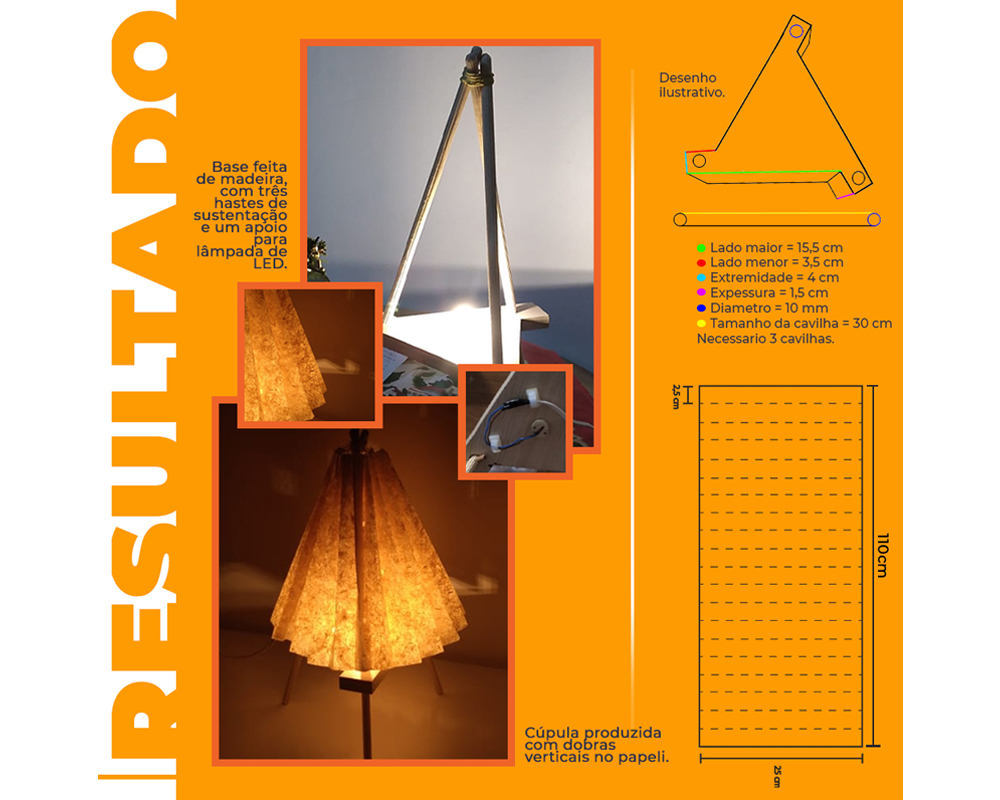 RESULTADO
Base feita
de madeira,
com três
hastes de
sustentação
e um apoio
para
lâmpada de
LED.
Cúpula produzida
com dobras
verticais no papeli.
Desenho
ilustrativo.
Lado maior = 15,5 cm
Lado menor = 3,5 cm
Extremidade = 4 cm
Expessura = 1,5 cm
Diametro = 10 mm
Tamanho da cavilha = 30 cm
Necessario 3 cavilhas.
2,5 cm
110cm
25 cm